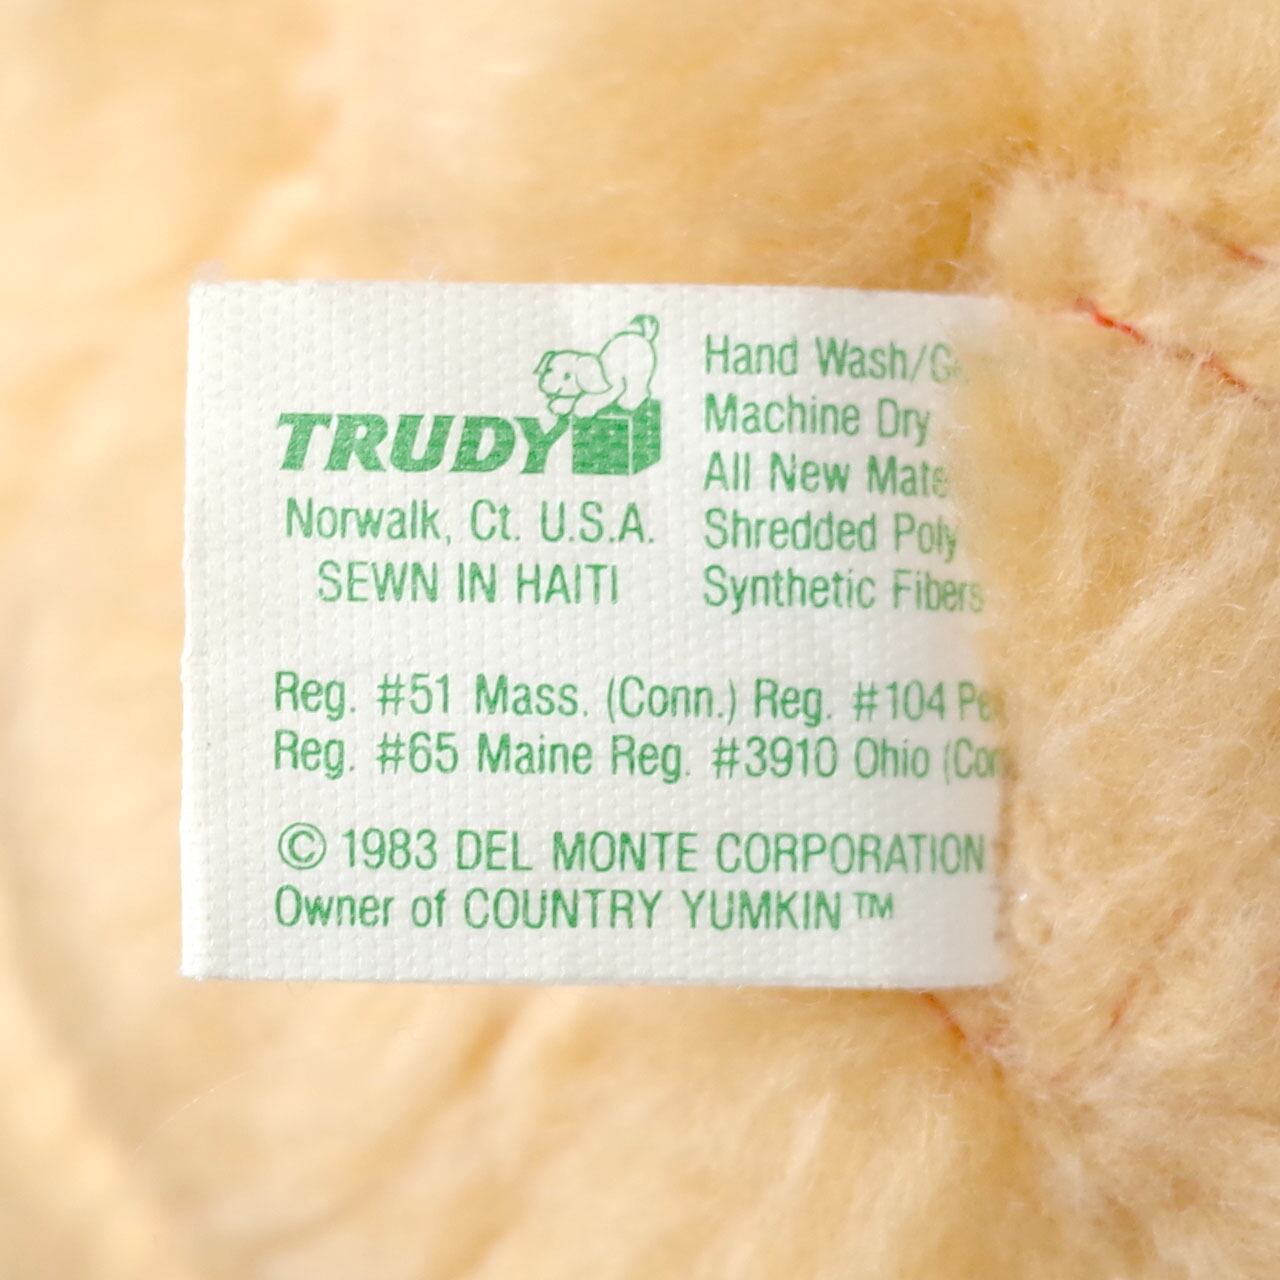 TRUDY
Norwalk, Ct. U.S.A.
SEWN IN HAITI
Hand Wash/
Machine Dry
All New
Shredded Poly
Synthetic Fibers
Reg. #51 Mass. (Conn.) Reg. #104
Reg. #65 Maine Reg. #3910 Ohio
© 1983 DEL MONTE CORPORATION
Owner of COUNTRY YUMKIN™